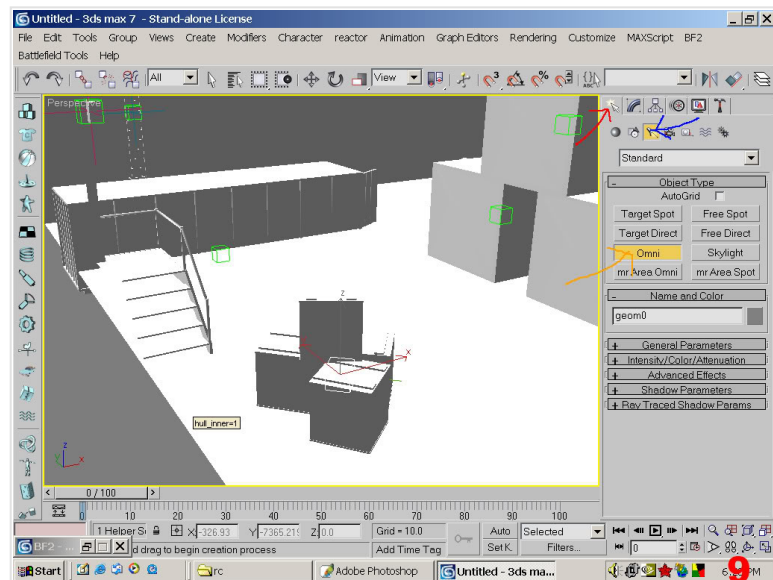 Untitled - 3ds max 7 - Stand-alone License
File Edit Tools Group Views Create Modifiers Character reactor Animation Graph Editors Rendering Customize MAXScript BF2
Battlefield Tools Help
All
View
Perspective
Standard
Object Type
AutoGrid
Target Spot Free Spot
Target Direct Free Direct
Omni Skylight
mr Area Omni mr Area Spot
Name and Color
geom0
General Parameters
Intensity/Color/Attenuation
Advanced Effects
Shadow Parameters
Ray Traced Shadow Params
z
x
hull_inner=1
z
x
0 / 100
0 10 20 30 40 50 60 70 80 90 100
1 Helper S X -326.93 Y -7365.219 Z 0.0 Grid = 10.0 Auto Selected
d drag to begin creation process Add Time Tag Set K. Filters... 0
BF2 - ...
Start rc Adobe Photoshop Untitled - 3ds ma... PM
9